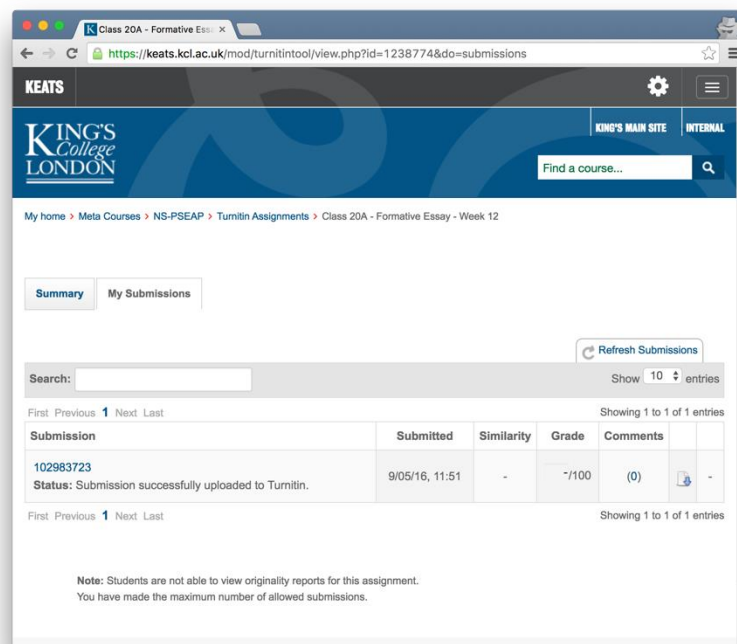 Class 20A - Formative Ess
https://keats.kcl.ac.uk/mod/turnitintool/view.php?id=1238774&do=submissions
KEATS
KING'S MAIN SITE INTERNAL
KING'S
College
LONDON
Find a course...
My home > Meta Courses > NS-PSEAP > Turnitin Assignments > Class 20A - Formative Essay - Week 12
Summary My Submissions
Refresh Submissions
Search: Show 10 entries
First Previous 1 Next Last Showing 1 to 1 of 1 entries
Submission Submitted Similarity Grade Comments
102983723
Status: Submission successfully uploaded to Turnitin. 9/05/16, 11:51 - -/100 (0) -
First Previous 1 Next Last Showing 1 to 1 of 1 entries
Note: Students are not able to view originality reports for this assignment.
You have made the maximum number of allowed submissions.